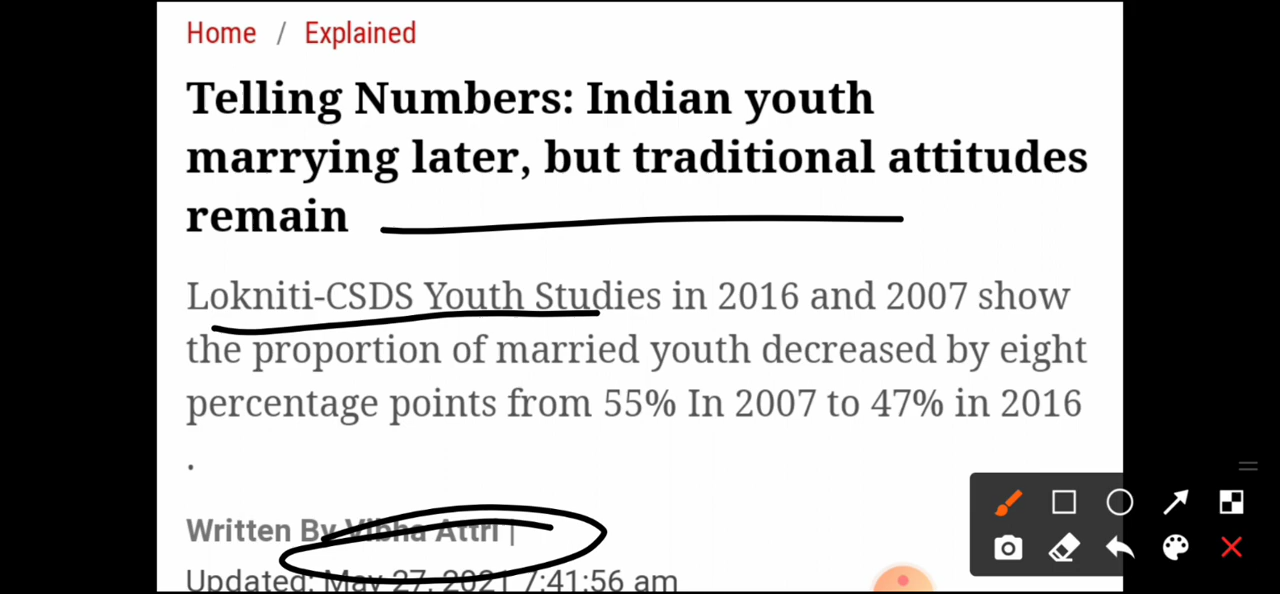 Home / Explained
Telling Numbers: Indian youth
marrying later, but traditional attitudes
remain
Lokniti-CSDS Youth Studies in 2016 and 2007 show
the proportion of married youth decreased by eight
percentage points from 55% In 2007 to 47% in 2016
.
Written By Vibha Attri |
Updated: May 27, 2021 7:41:56 am